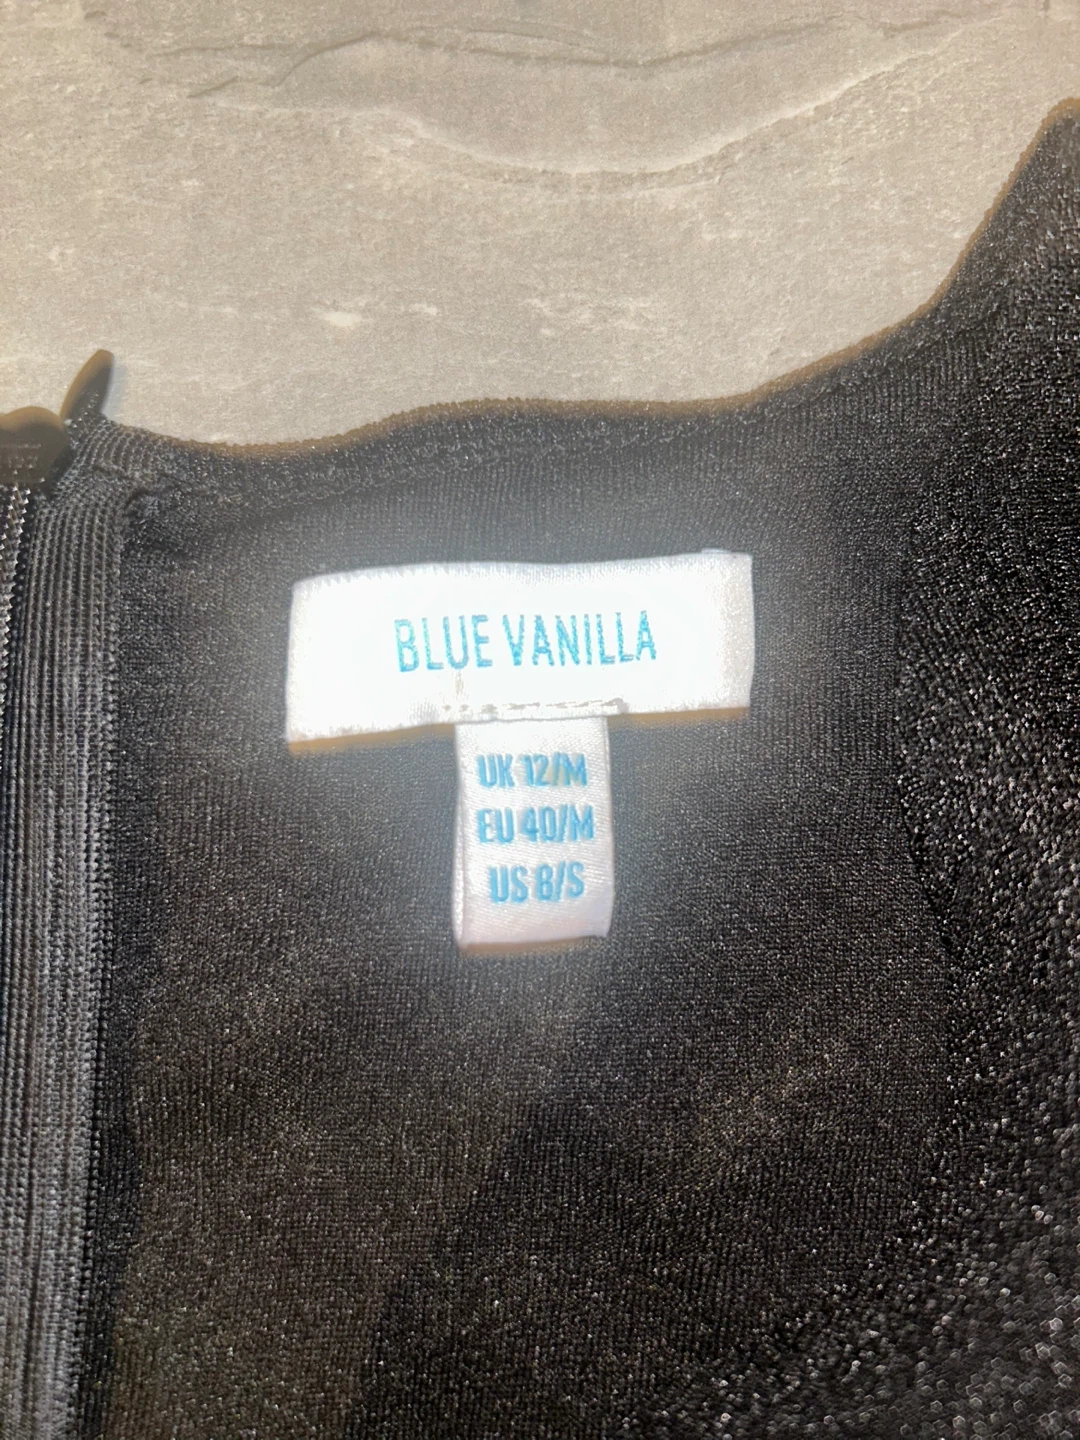 BLUE VANILLA
UK 12/M
EU 40/M
US 8/S